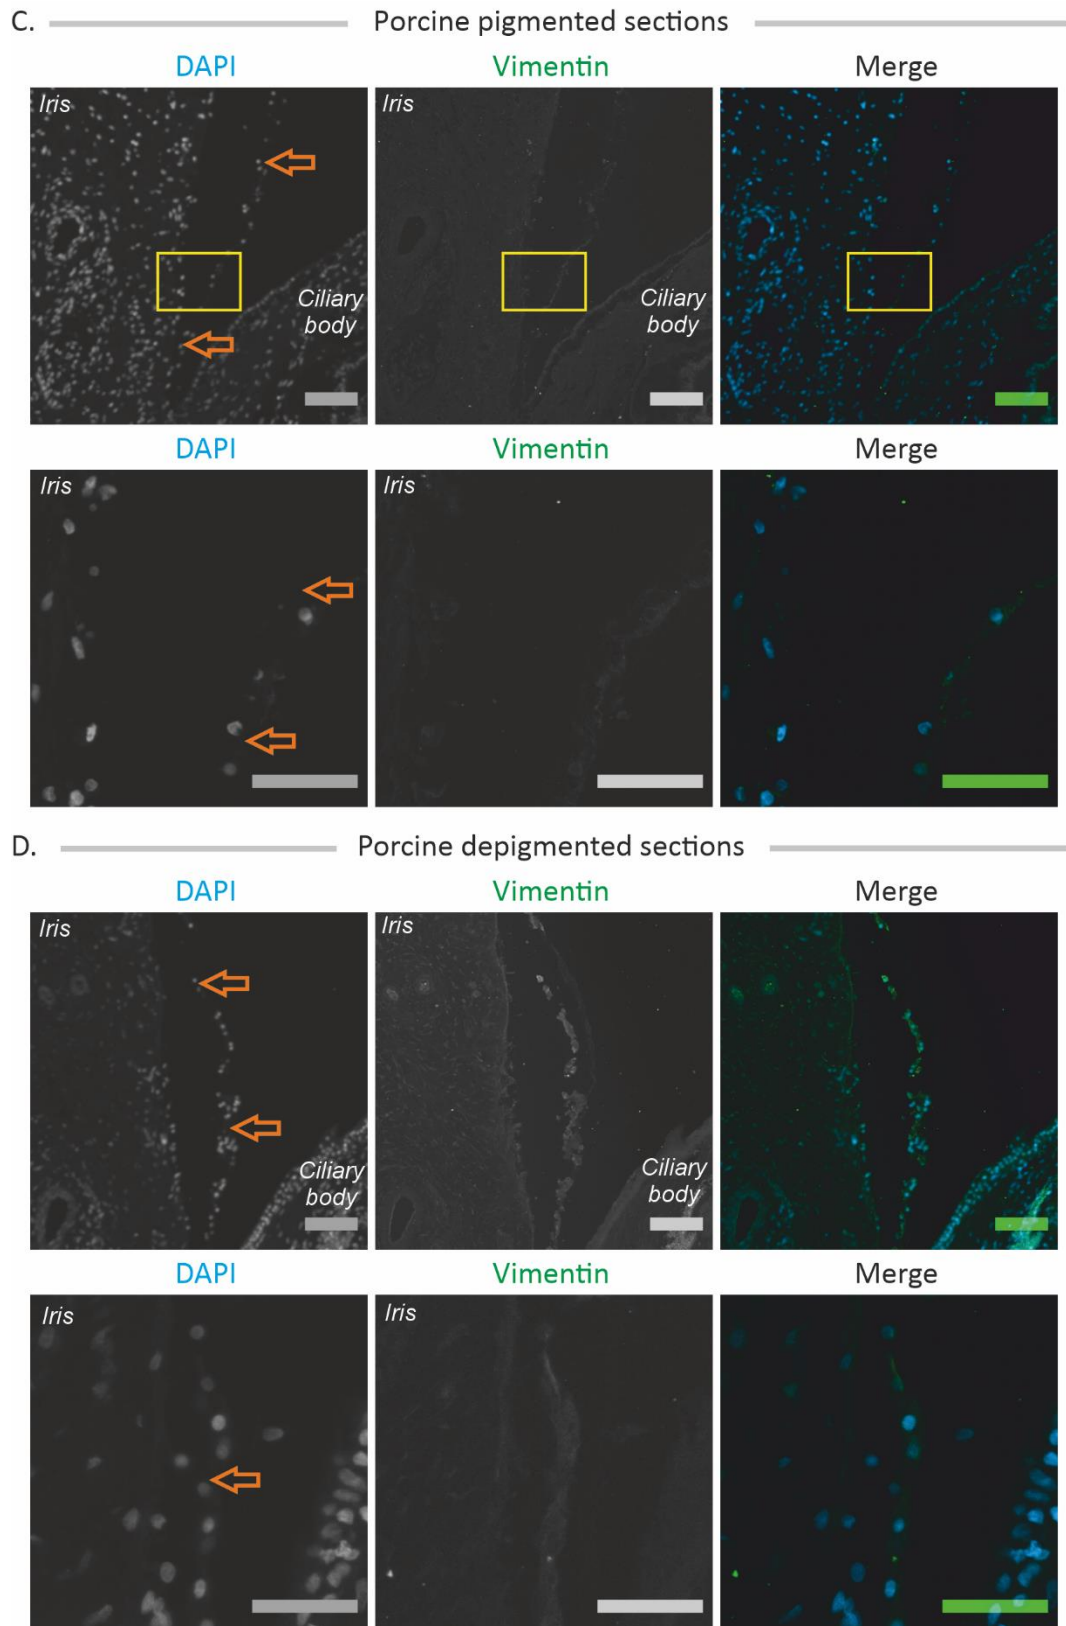 C. Porcine pigmented sections
DAPI Vimentin Merge
Iris Iris
Ciliary body Ciliary body
DAPI Vimentin Merge
Iris Iris
D. Porcine depigmented sections
DAPI Vimentin Merge
Iris Iris
Ciliary body Ciliary body
DAPI Vimentin Merge
Iris Iris